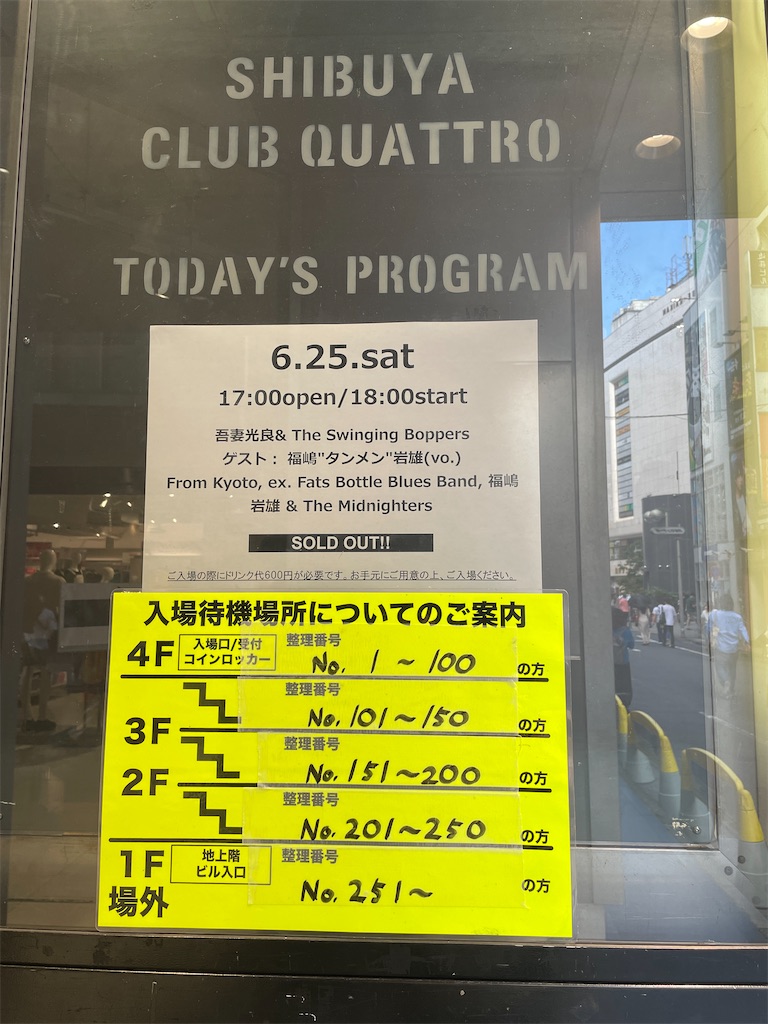 SHIBUYA
CLUB QUATTRO
TODAY'S PROGRAM
6.25.sat
17:00open/18:00start
吾妻光良& The Swinging Boppers
ゲスト： 福嶋"タンメン"岩雄(vo.)
From Kyoto, ex. Fats Bottle Blues Band, 福嶋
岩雄 & The Midnighters
SOLD OUT!!
ご入場の際にドリンク代600円が必要です。お手元にご用意の上、ご入場ください。
入場待機場所についてのご案内
4F 入場口/受付 コインロッカー 整理番号 No. 1～100 の方
整理番号 No.101～150 の方
3F
整理番号 No.151～200 の方
2F
整理番号 No.201～250 の方
1F 地上階 ビル入口 整理番号 No.251～ の方
場外